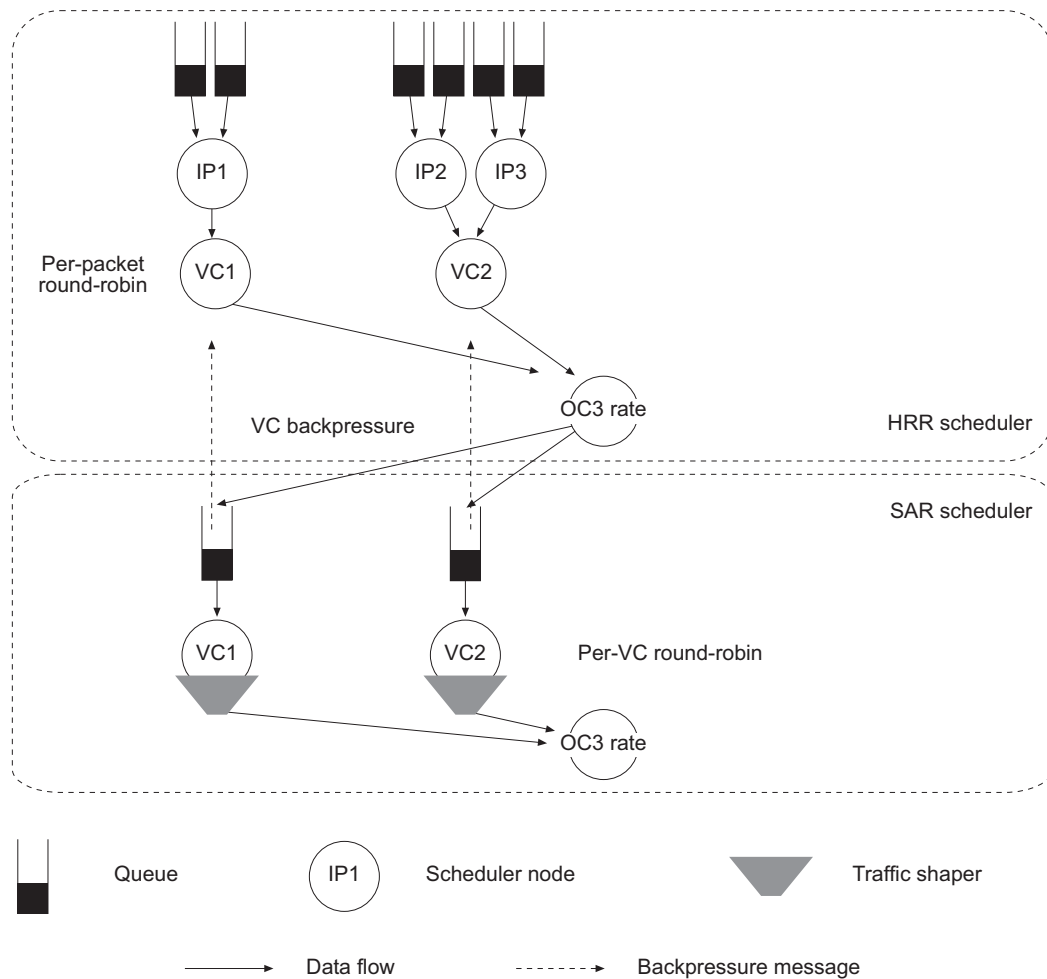 IP1
IP2
IP3
Per-packet
round-robin
VC1
VC2
OC3 rate
VC backpressure
HRR scheduler
SAR scheduler
VC1
VC2
Per-VC round-robin
OC3 rate
Queue
IP1
Scheduler node
Traffic shaper
Data flow
Backpressure message